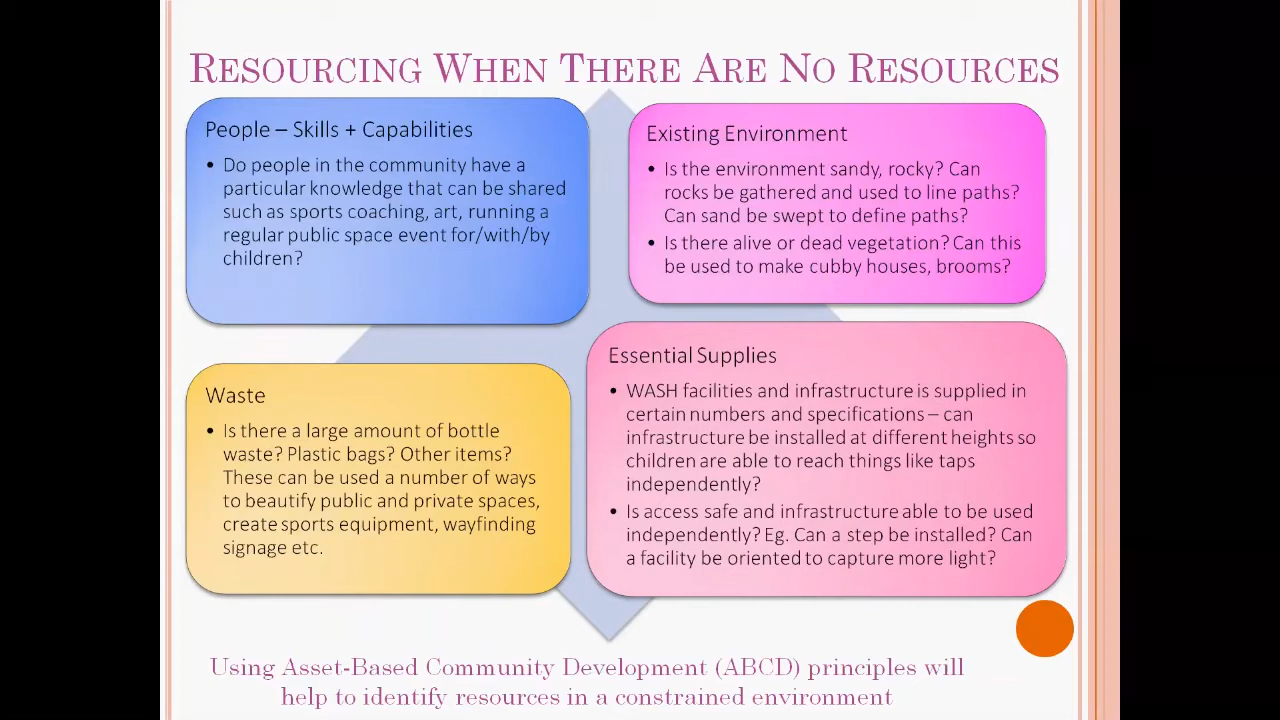 Resourcing When There Are No Resources
People – Skills + Capabilities
• Do people in the community have a
particular knowledge that can be shared
such as sports coaching, art, running a
regular public space event for/with/by
children?
Existing Environment
• Is the environment sandy, rocky? Can
rocks be gathered and used to line paths?
Can sand be swept to define paths?
• Is there alive or dead vegetation? Can this
be used to make cubby houses, brooms?
Waste
• Is there a large amount of bottle
waste? Plastic bags? Other items?
These can be used a number of ways
to beautify public and private spaces,
create sports equipment, wayfinding
signage etc.
Essential Supplies
• WASH facilities and infrastructure is supplied in
certain numbers and specifications – can
infrastructure be installed at different heights so
children are able to reach things like taps
independently?
• Is access safe and infrastructure able to be used
independently? Eg. Can a step be installed? Can
a facility be oriented to capture more light?
Using Asset-Based Community Development (ABCD) principles will
help to identify resources in a constrained environment